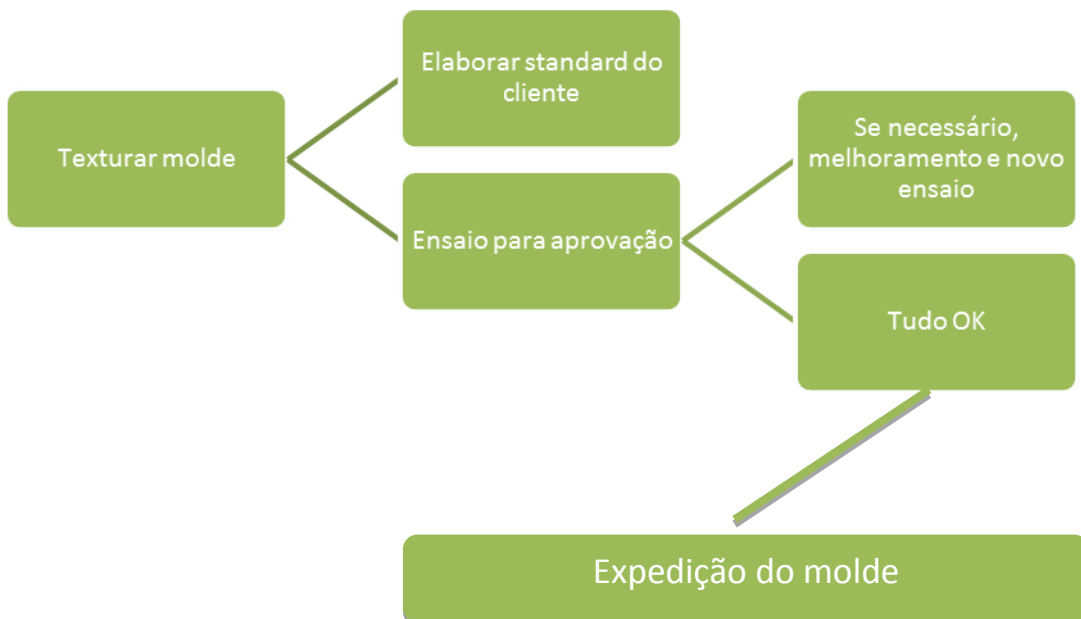 Texturar molde
Elaborar standard do
cliente
Ensaio para aprovação
Se necessário,
melhoramento e novo
ensaio
Tudo OK
Expedição do molde